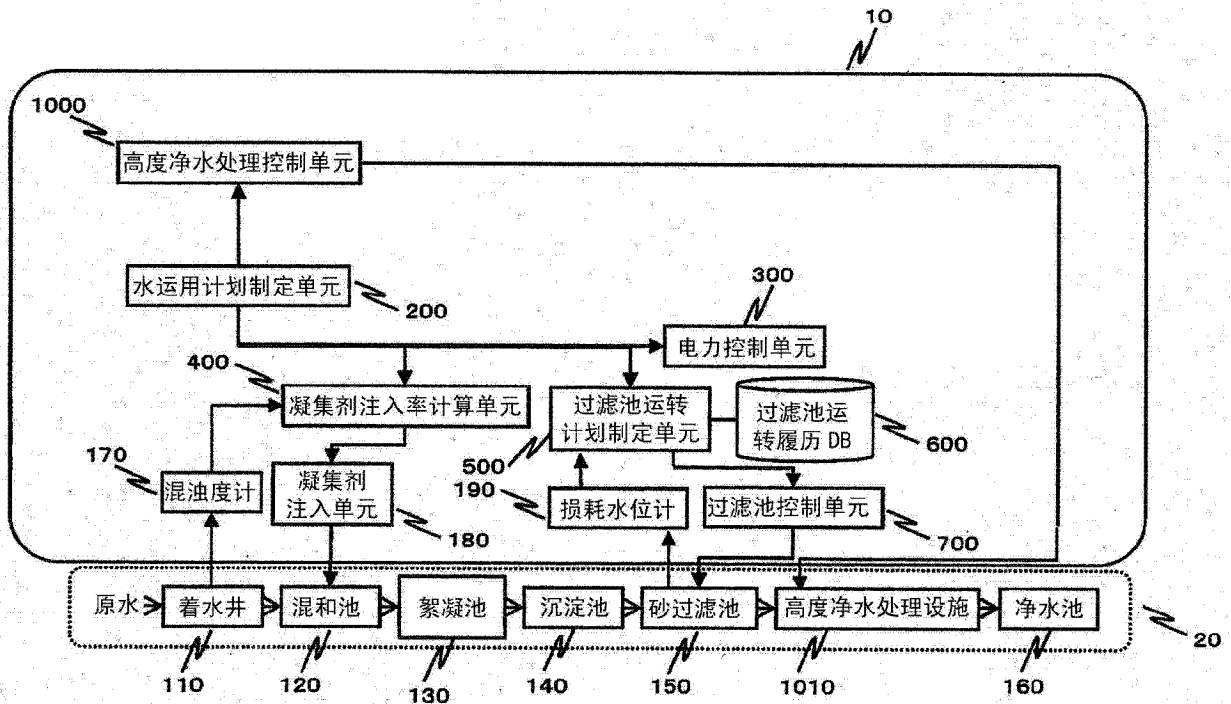 10
1000
高度净水处理控制单元
水运用计划制定单元
200
300
电力控制单元
400
凝集剂注入率计算单元
过滤池运转
计划制定单元
500
过滤池运
转履历 DB
600
170
混浊度计
凝集剂
注入单元
180
190
损耗水位计
过滤池控制单元
700
原水
着水井
混和池
絮凝池
沉淀池
砂过滤池
高度净水处理设施
净水池
20
110
120
130
140
150
1010
160